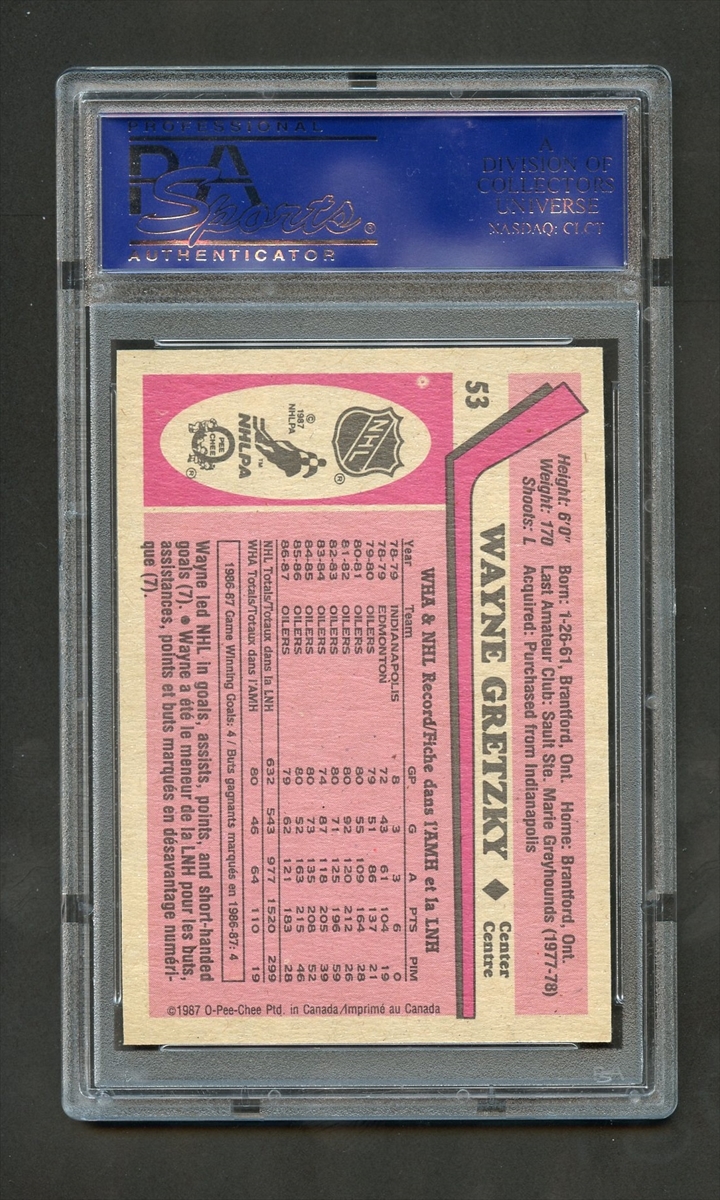 PROFESSIONAL
PSA
Sports®
AUTHENTICATOR
A
DIVISION OF
COLLECTORS
UNIVERSE
NASDAQ: CLCT
53
Height: 6'0" Born: 1-26-61, Brantford, Ont. Home: Brantford, Ont.
Weight: 170 Last Amateur Club: Sault Ste. Marie Greyhounds (1977-78)
Shoots: L Acquired: Purchased from Indianapolis
WAYNE GRETZKY ◆ Center
Centre
NHL ®
© 1987 NHLPA
NHLPA ™
O PEE CHEE ®
WHA & NHL Record/Fiche dans l'AMH et la LNH
Year Team GP G A PTS PIM
78-79 INDIANAPOLIS 8 3 3 6 0
78-79 EDMONTON 72 43 61 104 19
79-80 OILERS 79 51 86 137 21
80-81 OILERS 80 55 109 164 28
81-82 OILERS 80 92 120 212 26
82-83 OILERS 80 71 125 196 59
83-84 OILERS 74 87 118 205 39
84-85 OILERS 80 73 135 208 52
85-86 OILERS 80 52 163 215 46
86-87 OILERS 79 62 121 183 28
NHL Totals/Totaux dans la LNH 632 543 977 1520 299
WHA Totals/Totaux dans l'AMH 80 46 64 110 19
1986-87 Game Winning Goals: 4 / Buts gagnants marqués en 1986-87: 4
Wayne led NHL in goals, assists, points, and short-handed
goals (7). ● Wayne a été le meneur de la LNH pour les buts,
assistances, points et buts marqués en désavantage numéri-
que (7).
©1987 O-Pee-Chee Ptd. in Canada/Imprimé au Canada
PSA